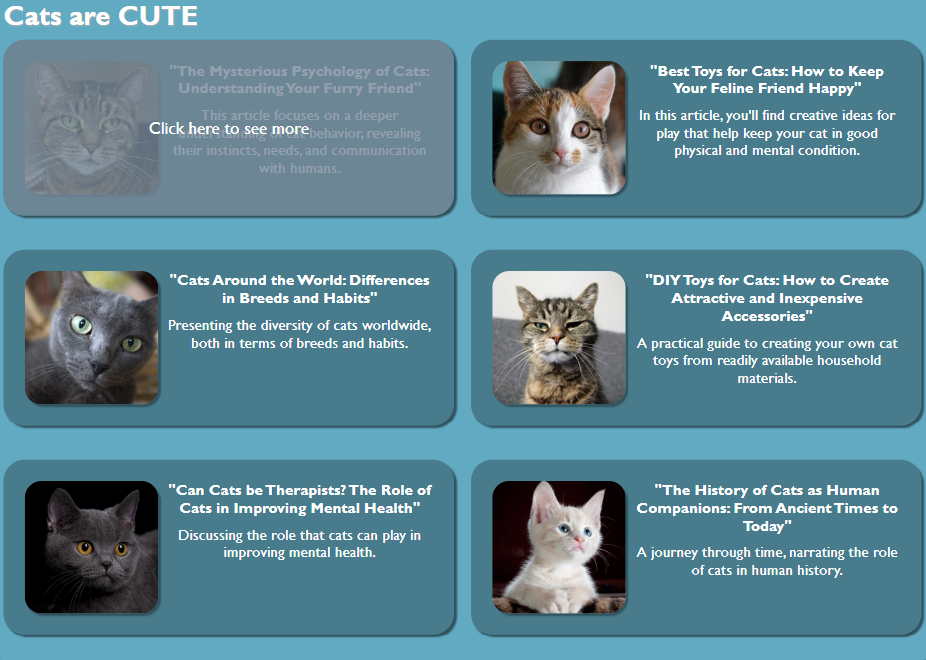 Cats are CUTE
"The Mysterious Psychology of Cats:
Understanding Your Furry Friend"
This article focuses on a deeper
understanding of cat behavior, revealing
their instincts, needs, and communication
with humans.
Click here to see more
"Best Toys for Cats: How to Keep
Your Feline Friend Happy"
In this article, you'll find creative ideas for
play that help keep your cat in good
physical and mental condition.
"Cats Around the World: Differences
in Breeds and Habits"
Presenting the diversity of cats worldwide,
both in terms of breeds and habits.
"DIY Toys for Cats: How to Create
Attractive and Inexpensive
Accessories"
A practical guide to creating your own cat
toys from readily available household
materials.
"Can Cats be Therapists? The Role of
Cats in Improving Mental Health"
Discussing the role that cats can play in
improving mental health.
"The History of Cats as Human
Companions: From Ancient Times to
Today"
A journey through time, narrating the role
of cats in human history.